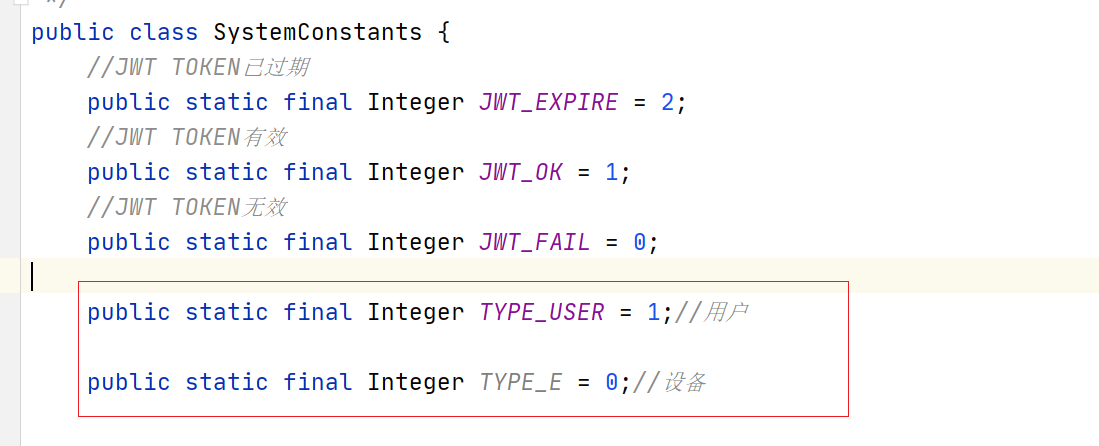 */
public class SystemConstants {
//JWT TOKEN已过期
public static final Integer JWT_EXPIRE = 2;
//JWT TOKEN有效
public static final Integer JWT_OK = 1;
//JWT TOKEN无效
public static final Integer JWT_FAIL = 0;
public static final Integer TYPE_USER = 1;//用户
public static final Integer TYPE_E = 0;//设备